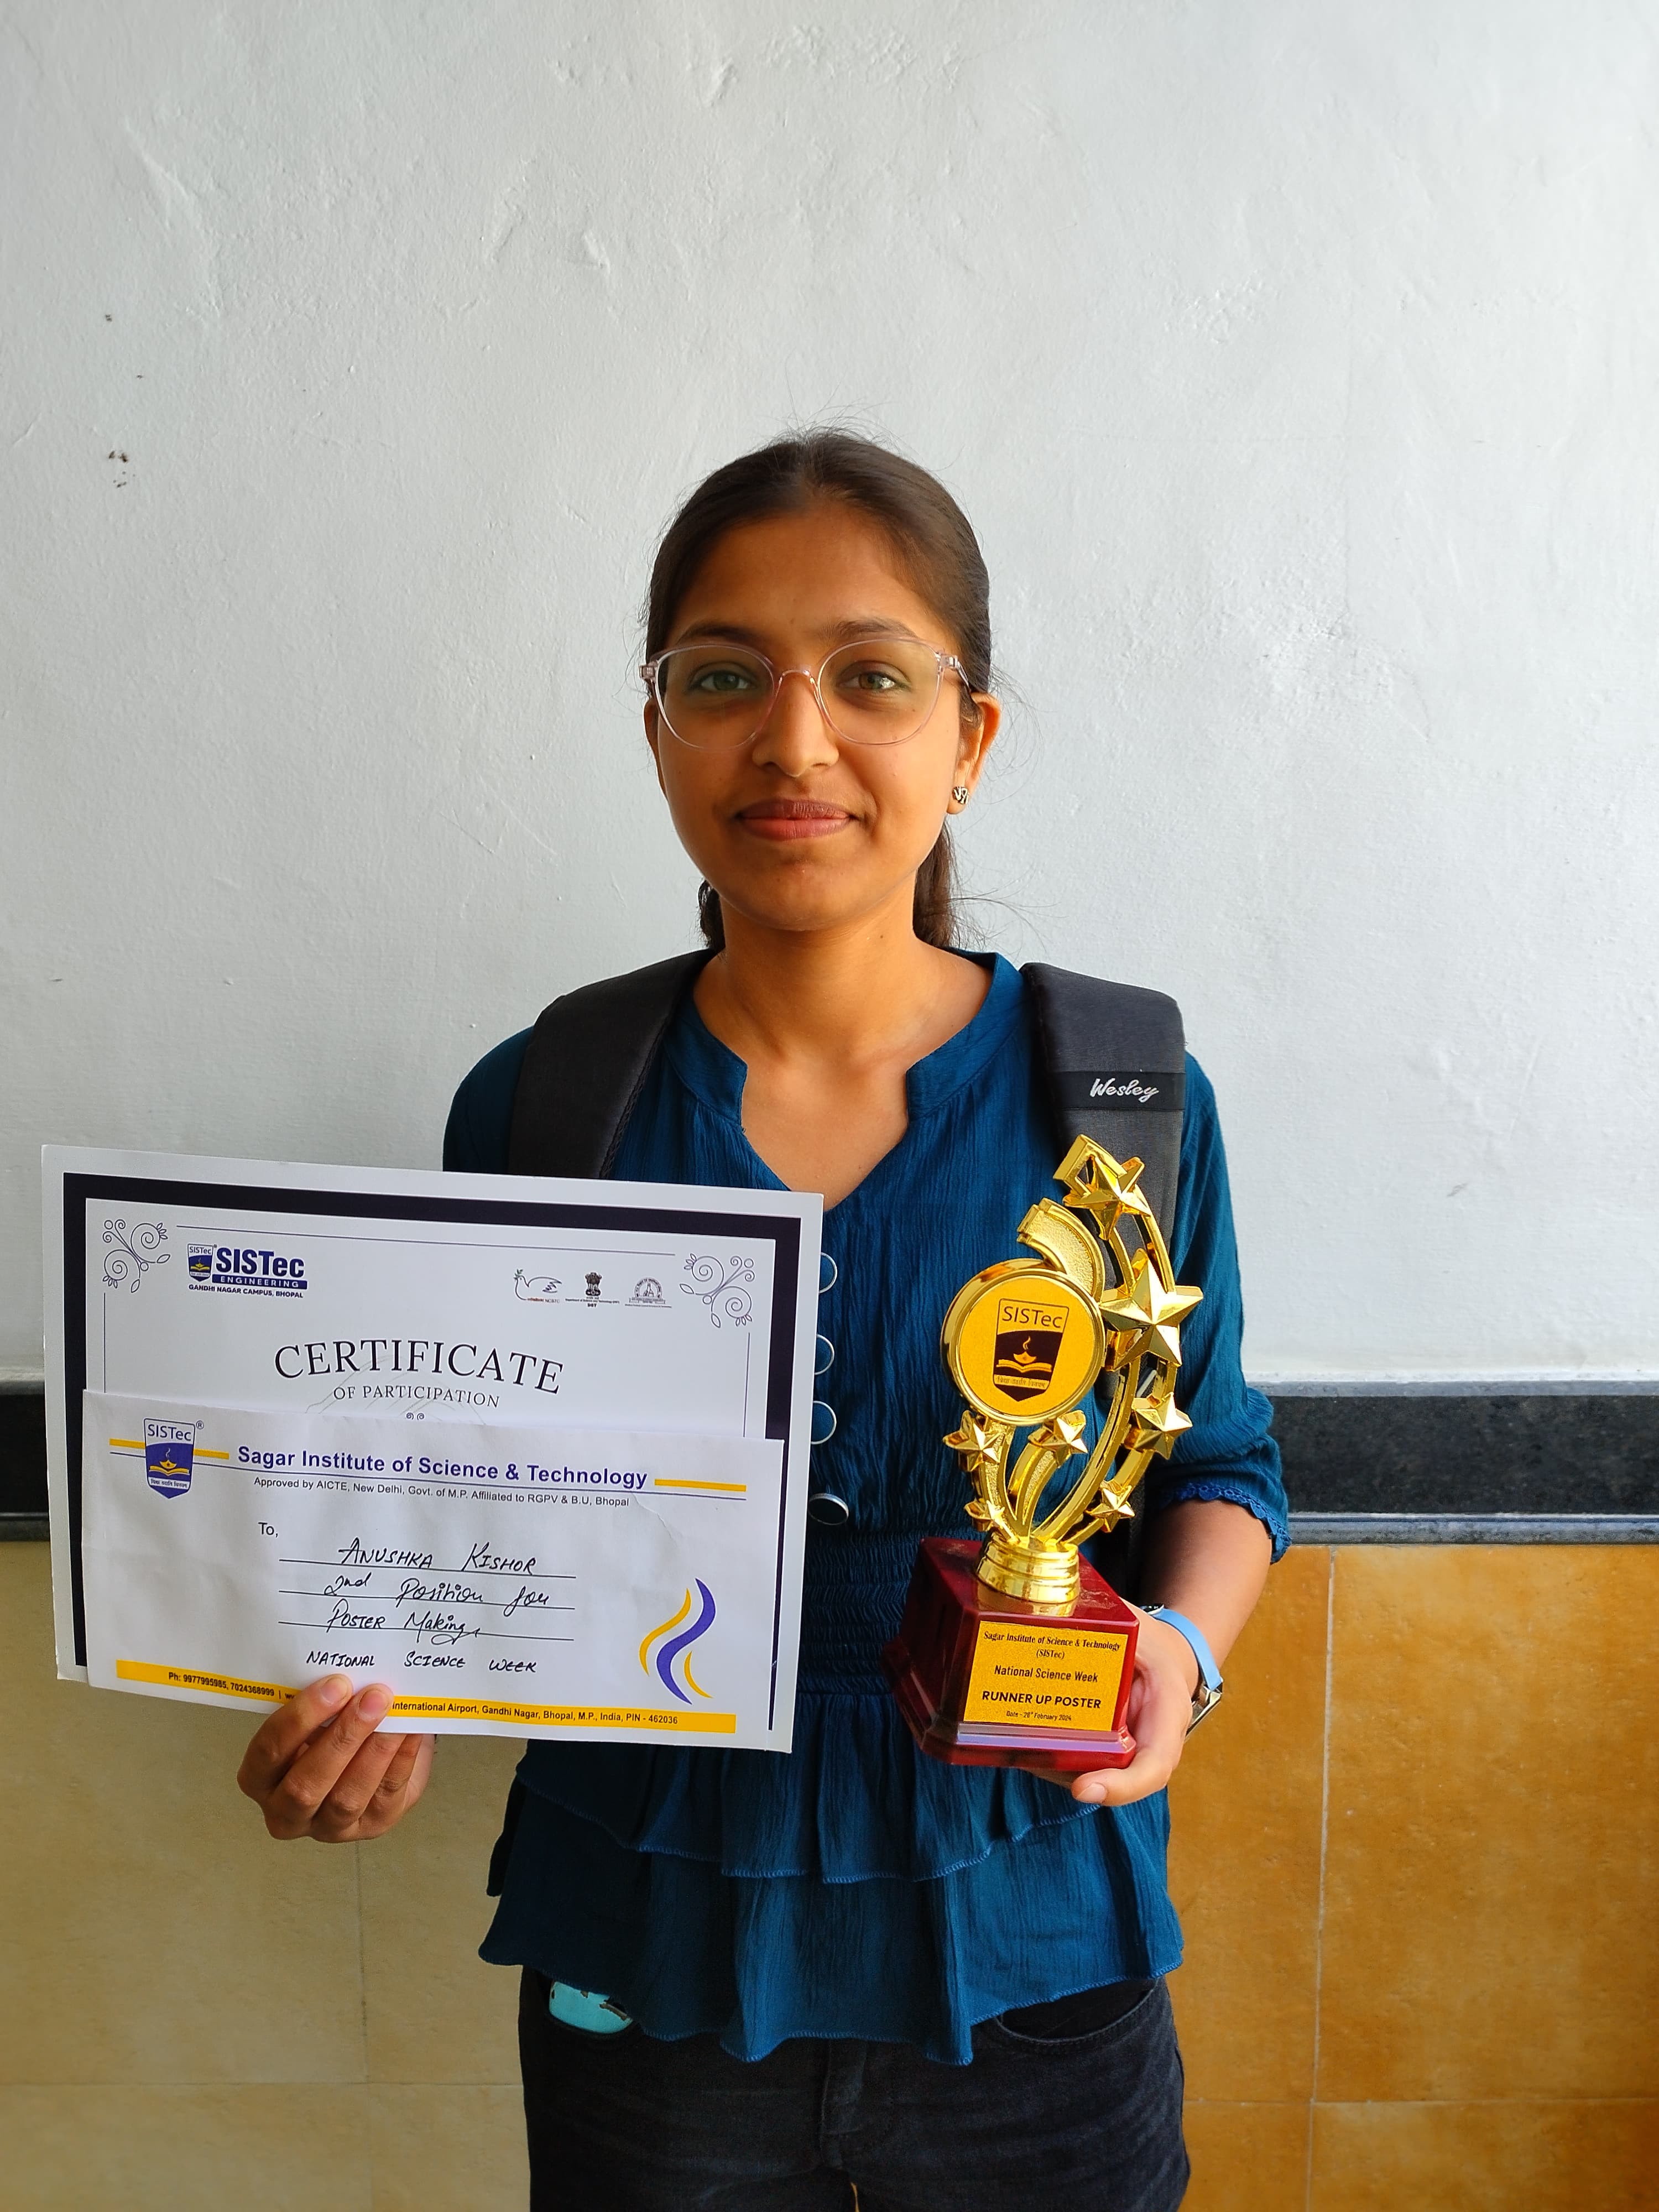 Wesley
SISTec
SISTec
ENGINEERING
GANDHI NAGAR CAMPUS, BHOPAL
CERTIFICATE
OF PARTICIPATION
SISTec
Sagar Institute of Science & Technology
Approved by AICTE, New Delhi, Govt. of M.P. Affiliated to RGPV & B.U, Bhopal
To,
ANUSHKA KISHOR
2nd Position for
POSTER Making
NATIONAL SCIENCE WEEK
Ph: 9977995985, 7024368999 | international Airport, Gandhi Nagar, Bhopal, M.P., India, PIN - 462036
SISTec
Sagar Institute of Science & Technology
(SISTec)
National Science Week
RUNNER UP POSTER